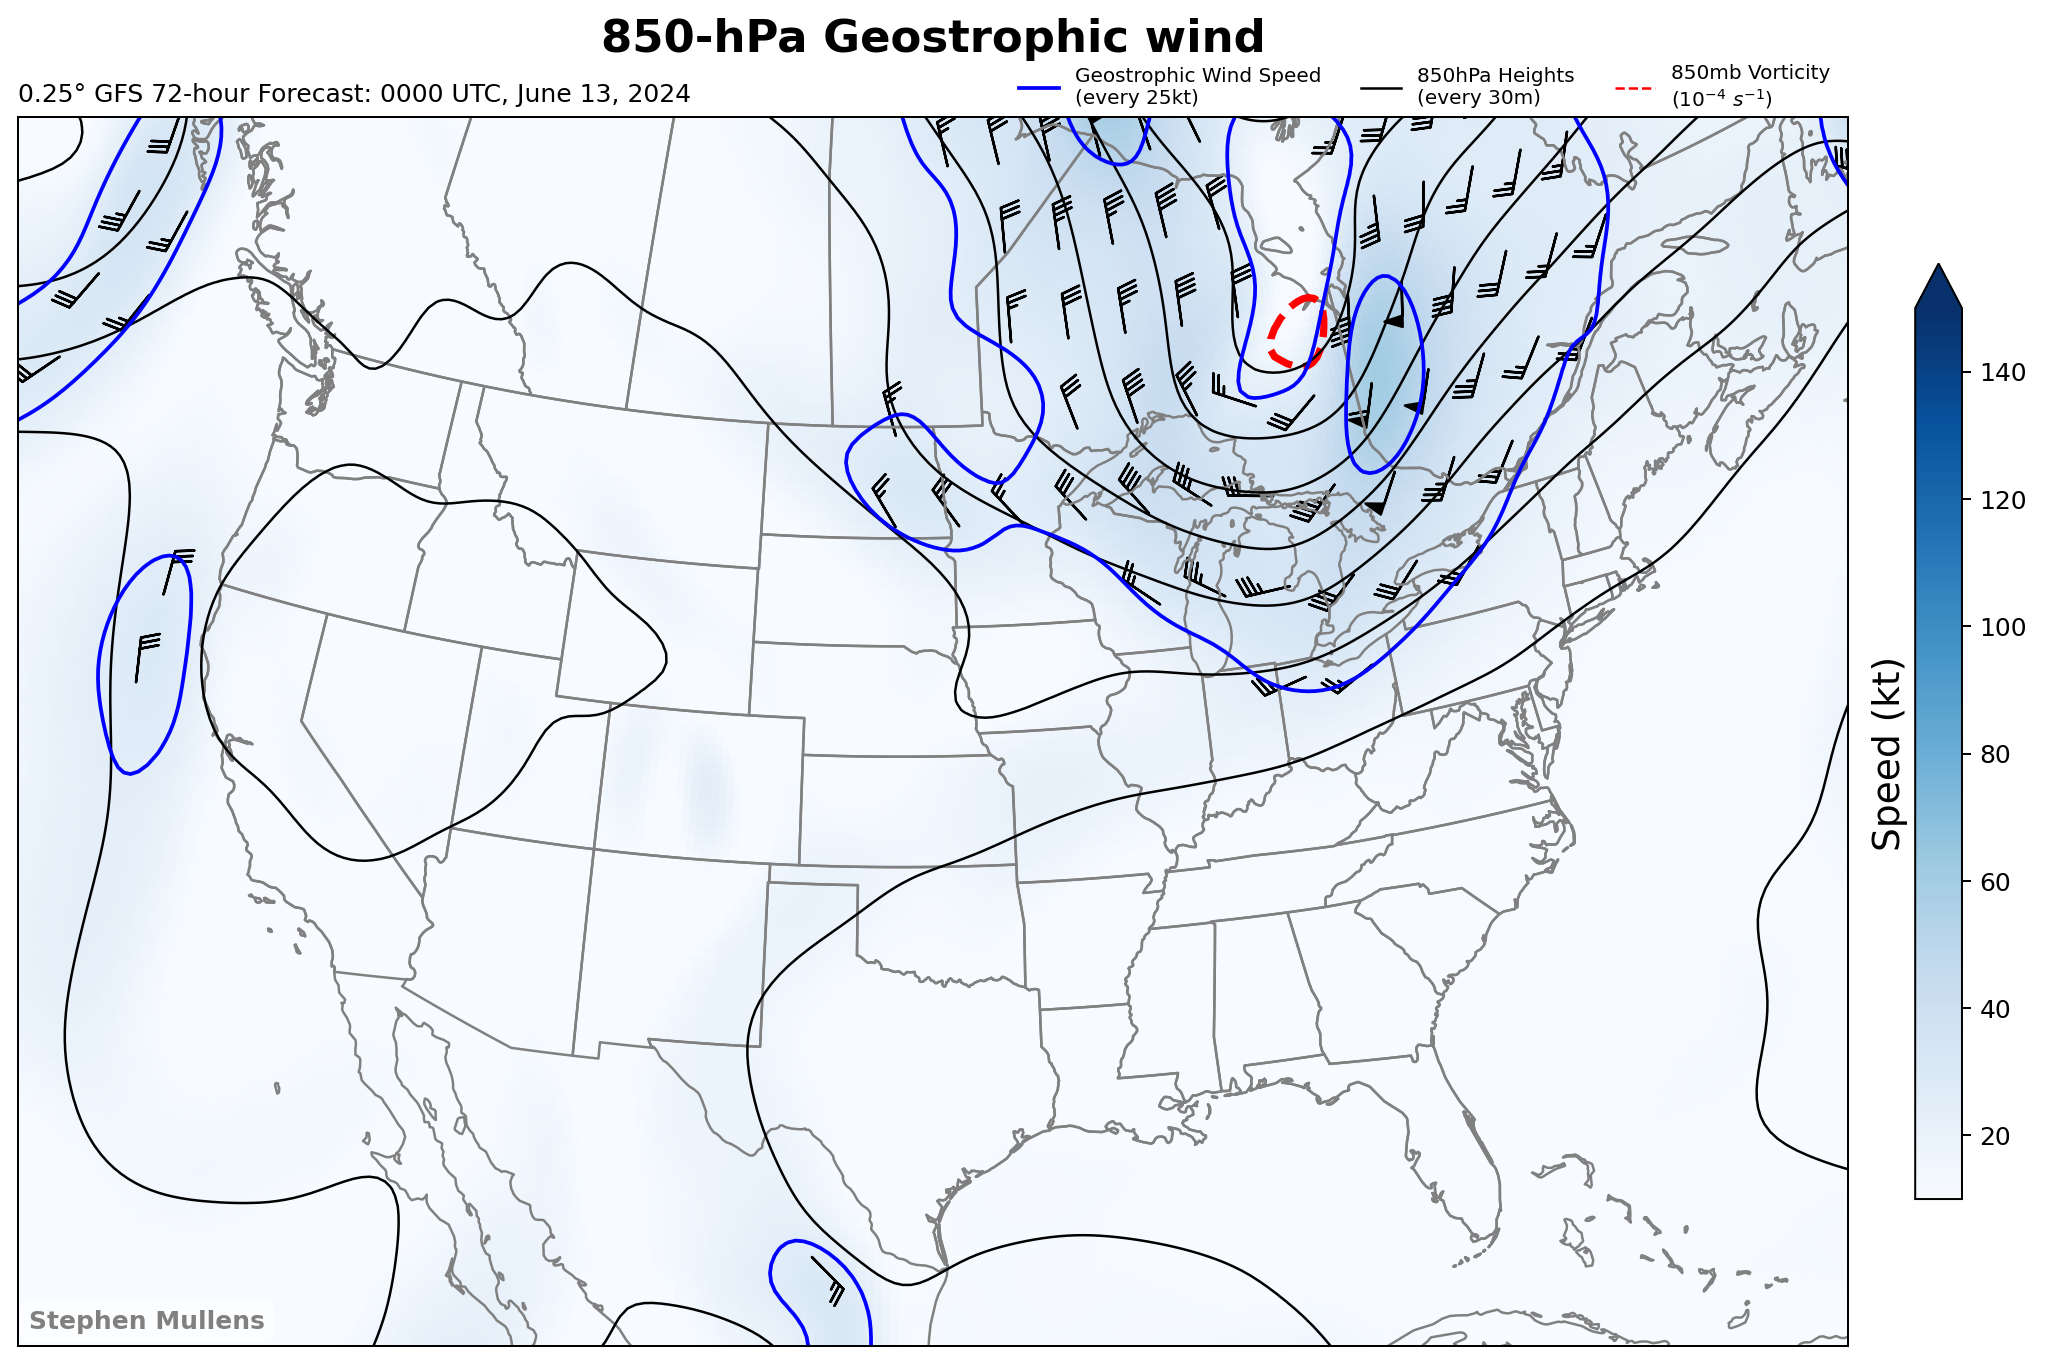 850-hPa Geostrophic wind
0.25° GFS 72-hour Forecast: 0000 UTC, June 13, 2024
Geostrophic Wind Speed
(every 25kt)
850hPa Heights
(every 30m)
850mb Vorticity
(10⁻⁴ s⁻¹)
140
120
100
80
60
40
20
Speed (kt)
Stephen Mullens